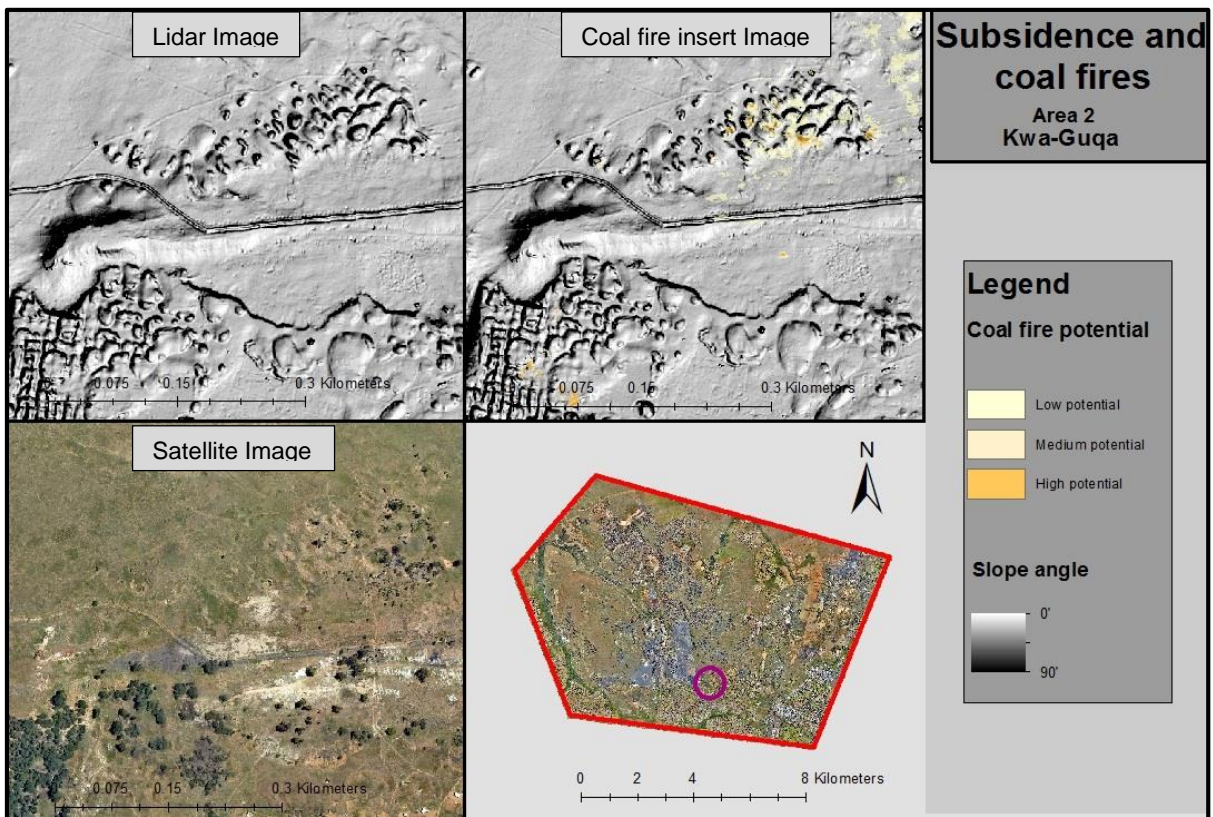 Lidar Image
Coal fire insert Image
Subsidence and
coal fires
Area 2
Kwa-Guqa
0 0.075 0.15 0.3 Kilometers
0.075 0.15 0.3 Kilometers
Legend
Coal fire potential
Low potential
Medium potential
High potential
Slope angle
0'
90'
Satellite Image
0.075 0.15 0.3 Kilometers
N
0 2 4 8 Kilometers